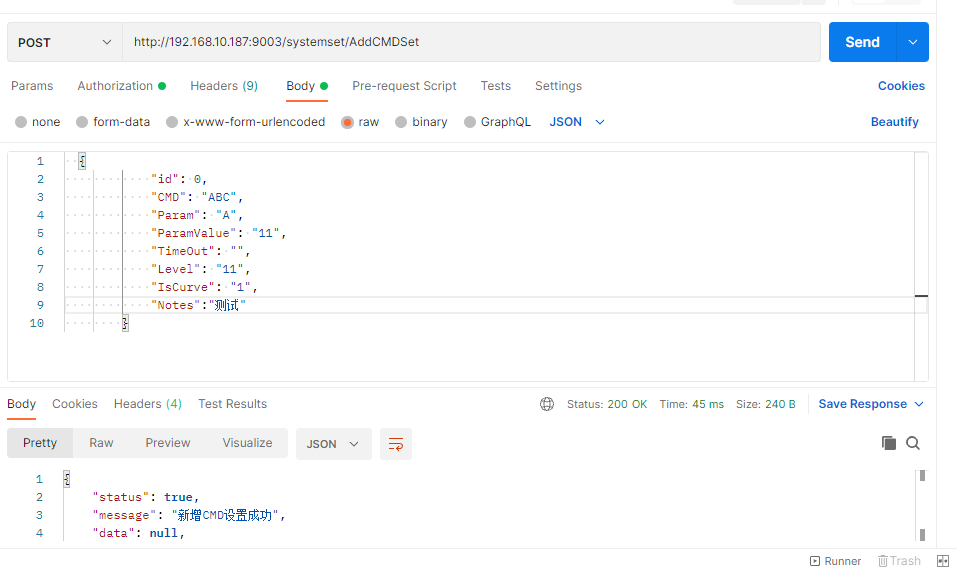 POST http://192.168.10.187:9003/systemset/AddCMDSet Send
Params Authorization Headers (9) Body Pre-request Script Tests Settings Cookies
none form-data x-www-form-urlencoded raw binary GraphQL JSON Beautify
1 {
2 "id": 0,
3 "CMD": "ABC",
4 "Param": "A",
5 "ParamValue": "11",
6 "TimeOut": "",
7 "Level": "11",
8 "IsCurve": "1",
9 "Notes":"测试"
10 }
Body Cookies Headers (4) Test Results Status: 200 OK Time: 45 ms Size: 240 B Save Response
Pretty Raw Preview Visualize JSON
1 {
2 "status": true,
3 "message": "新增CMD设置成功",
4 "data": null,
Runner Trash